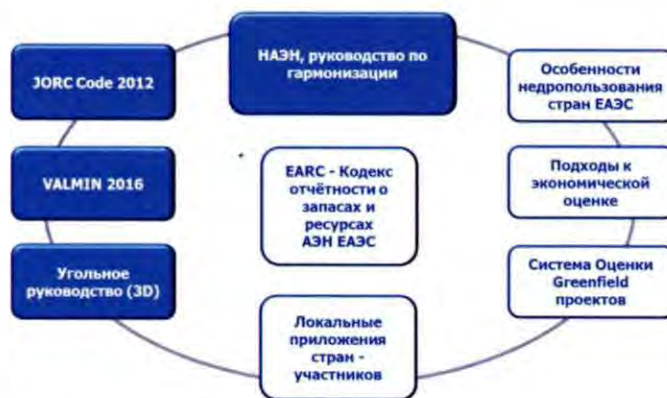 НАЭН, руководство по
гармонизации
JORC Code 2012
Особенности
недропользования
стран ЕАЭС
VALMIN 2016
EARC - Кодекс
отчётности о
запасах и
ресурсах
АЭН ЕАЭС
Подходы к
экономической
оценке
Угольное
руководство (3D)
Система Оценки
Greenfield
проектов
Локальные
приложения
стран -
участников